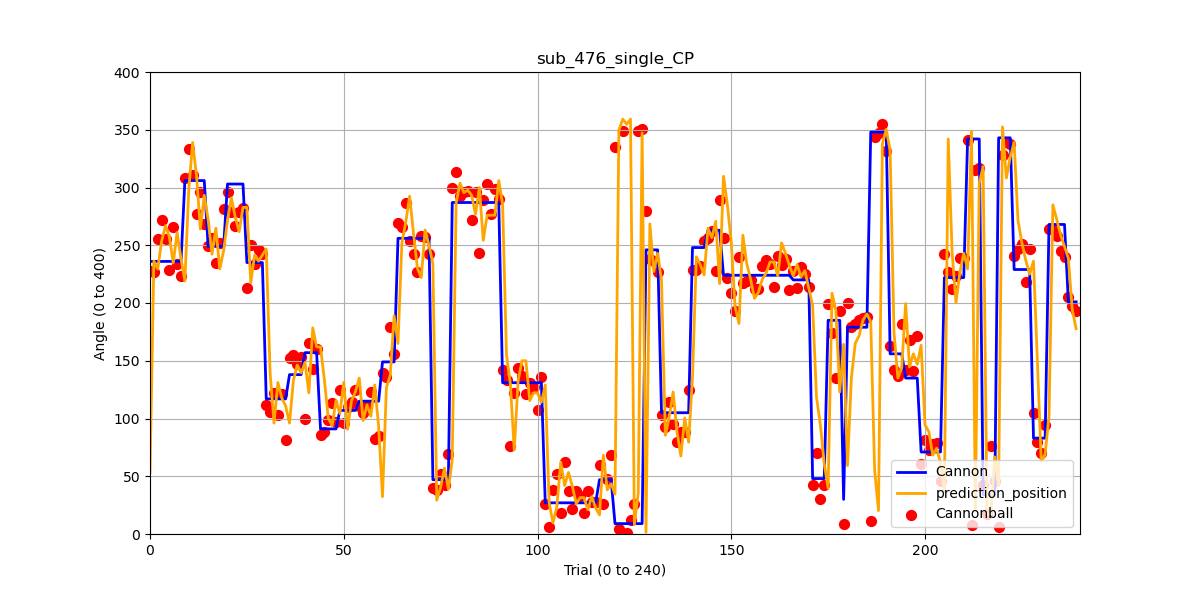 sub_476_single_CP
400
350
300
250
200
150
100
50
0
Angle (0 to 400)
0 50 100 150 200
Trial (0 to 240)
Cannon
prediction_position
Cannonball